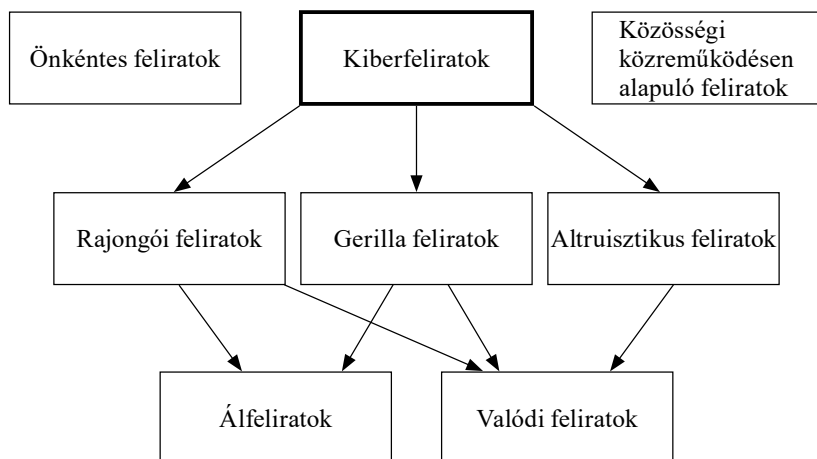 Önkéntes feliratok
Kiberfeliratok
Közösségi
közreműködésen
alapuló feliratok
Rajongói feliratok
Gerilla feliratok
Altruisztikus feliratok
Álfeliratok
Valódi feliratok